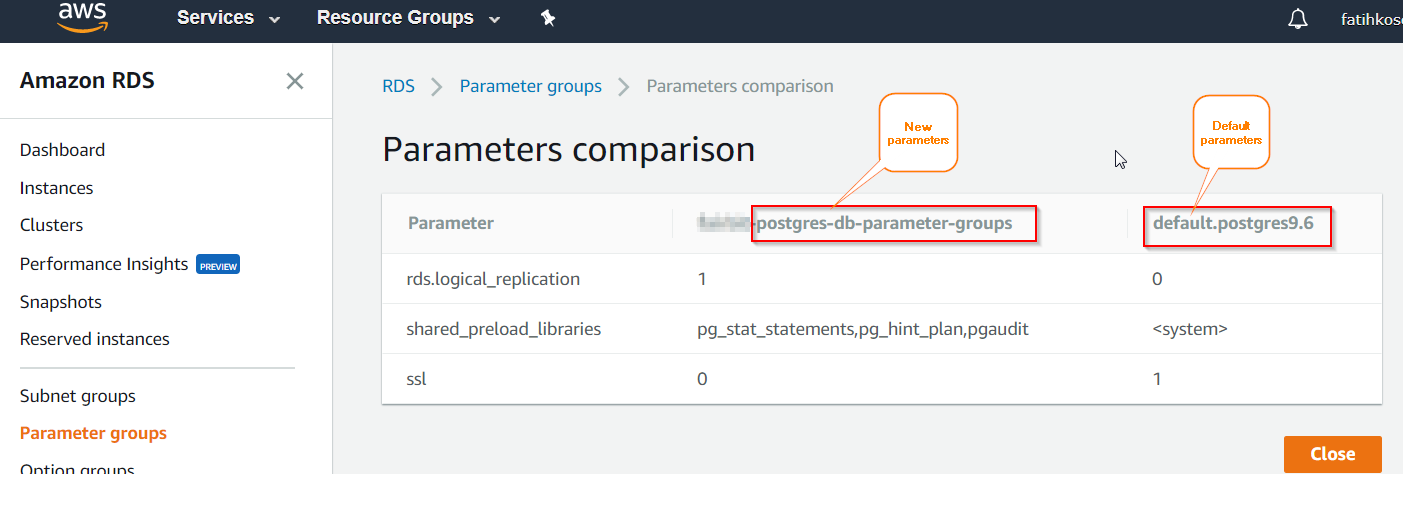 aws
Services
Resource Groups
fatihkos
Amazon RDS
Dashboard
Instances
Clusters
Performance Insights PREVIEW
Snapshots
Reserved instances
Subnet groups
Parameter groups
Option groups
RDS > Parameter groups > Parameters comparison
Parameters comparison
New
parameters
Default
parameters
Parameter -postgres-db-parameter-groups default.postgres9.6
rds.logical_replication 1 0
shared_preload_libraries pg_stat_statements,pg_hint_plan,pgaudit <system>
ssl 0 1
Close